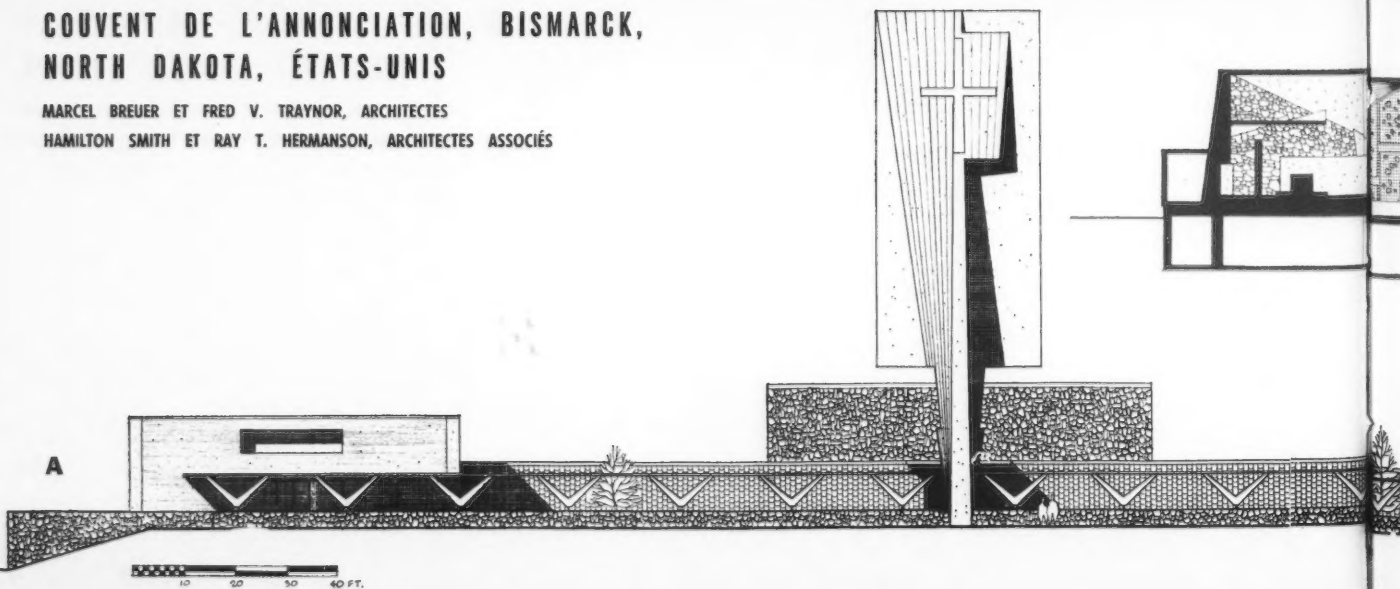 COUVENT DE L'ANNONCIATION, BISMARCK,
NORTH DAKOTA, ÉTATS-UNIS
MARCEL BREUER ET FRED V. TRAYNOR, ARCHITECTES
HAMILTON SMITH ET RAY T. HERMANSON, ARCHITECTES ASSOCIÉS
A
10 20 30 40 FT.